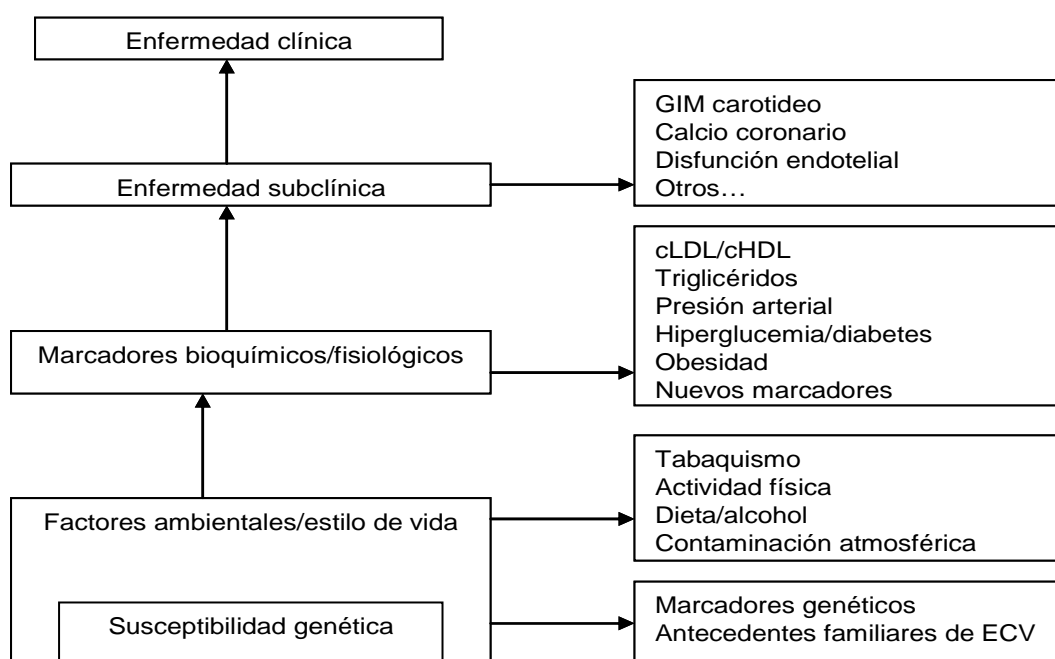 Enfermedad clínica
GIM carotideo
Calcio coronario
Disfunción endotelial
Otros…
Enfermedad subclínica
cLDL/cHDL
Triglicéridos
Presión arterial
Hiperglucemia/diabetes
Obesidad
Nuevos marcadores
Marcadores bioquímicos/fisiológicos
Tabaquismo
Actividad física
Dieta/alcohol
Contaminación atmosférica
Factores ambientales/estilo de vida
Marcadores genéticos
Antecedentes familiares de ECV
Susceptibilidad genética